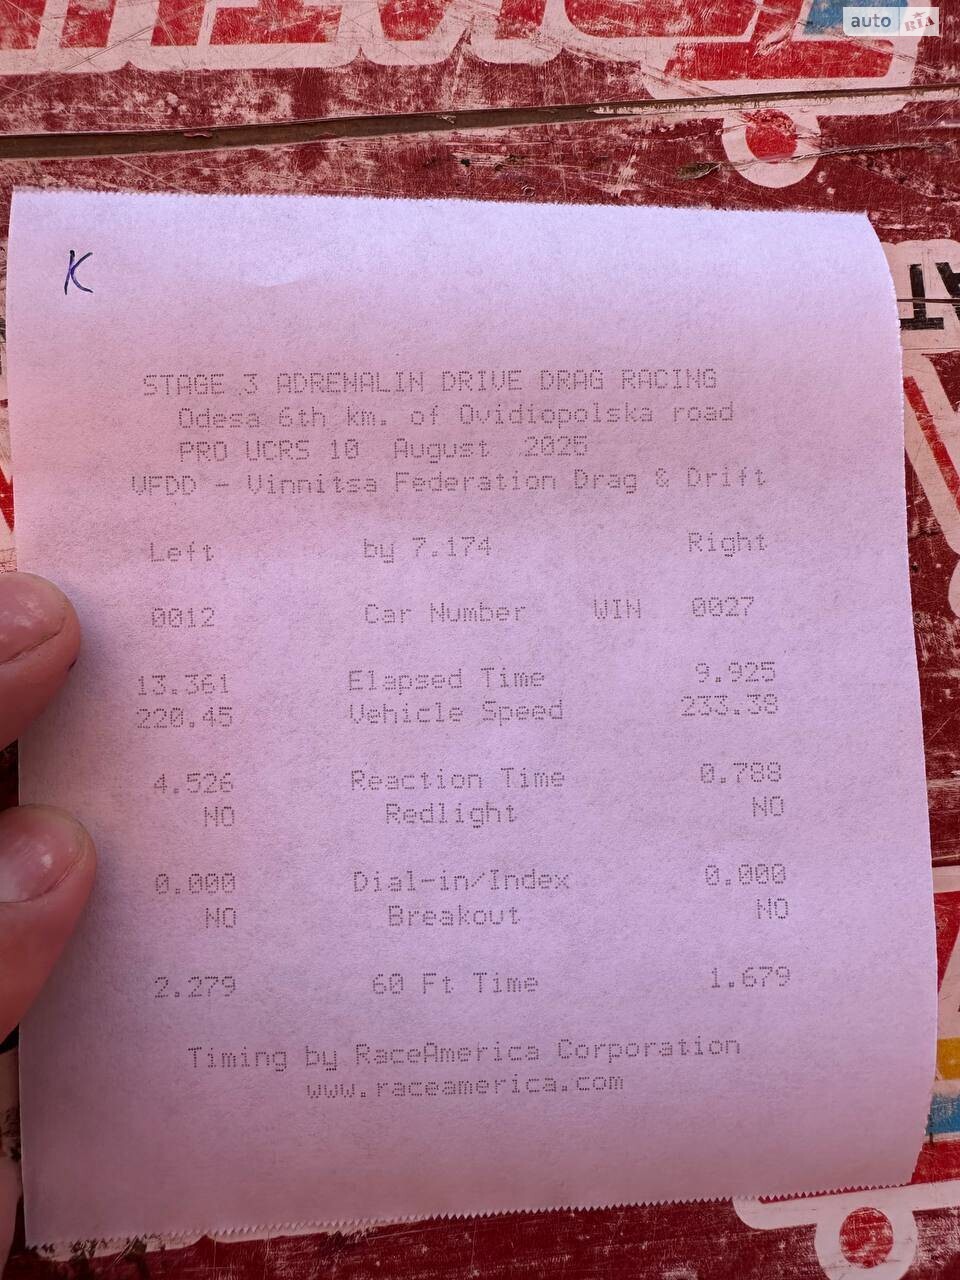 auto RIA
K
STAGE 3 ADRENALIN DRIVE DRAG RACING
Odesa 6th km. of Ovidiopolska road
PRO UCRS 10 August 2025
VFDD - Vinnitsa Federation Drag & Drift
Left by 7.174 Right
0012 Car Number WIN 0027
13.361 Elapsed Time 9.925
220.45 Vehicle Speed 233.38
4.526 Reaction Time 0.788
NO Redlight NO
0.000 Dial-in/Index 0.000
NO Breakout NO
2.279 60 Ft Time 1.679
Timing by RaceAmerica Corporation
www.raceamerica.com